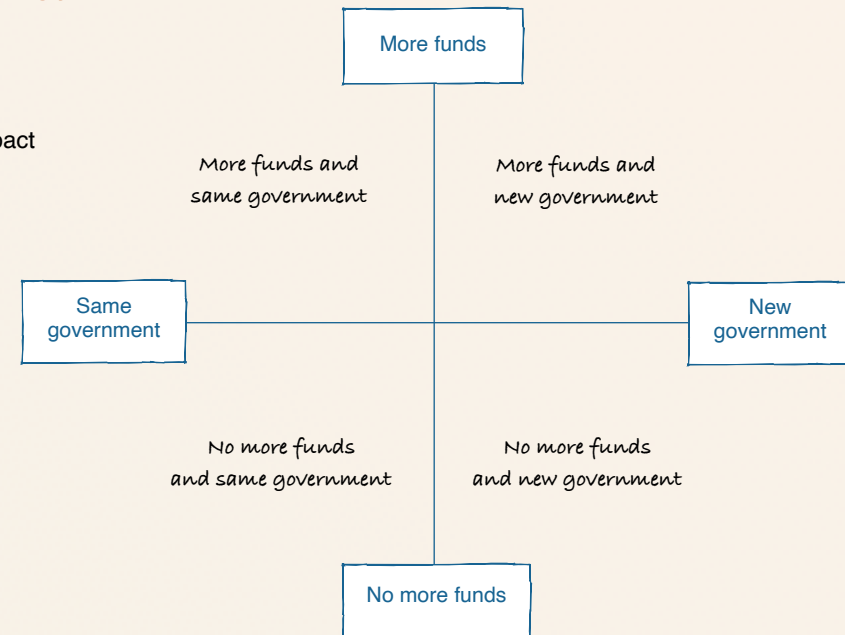 More funds
pact
More funds and
same government
More funds and
new government
Same
government
New
government
No more funds
and same government
No more funds
and new government
No more funds